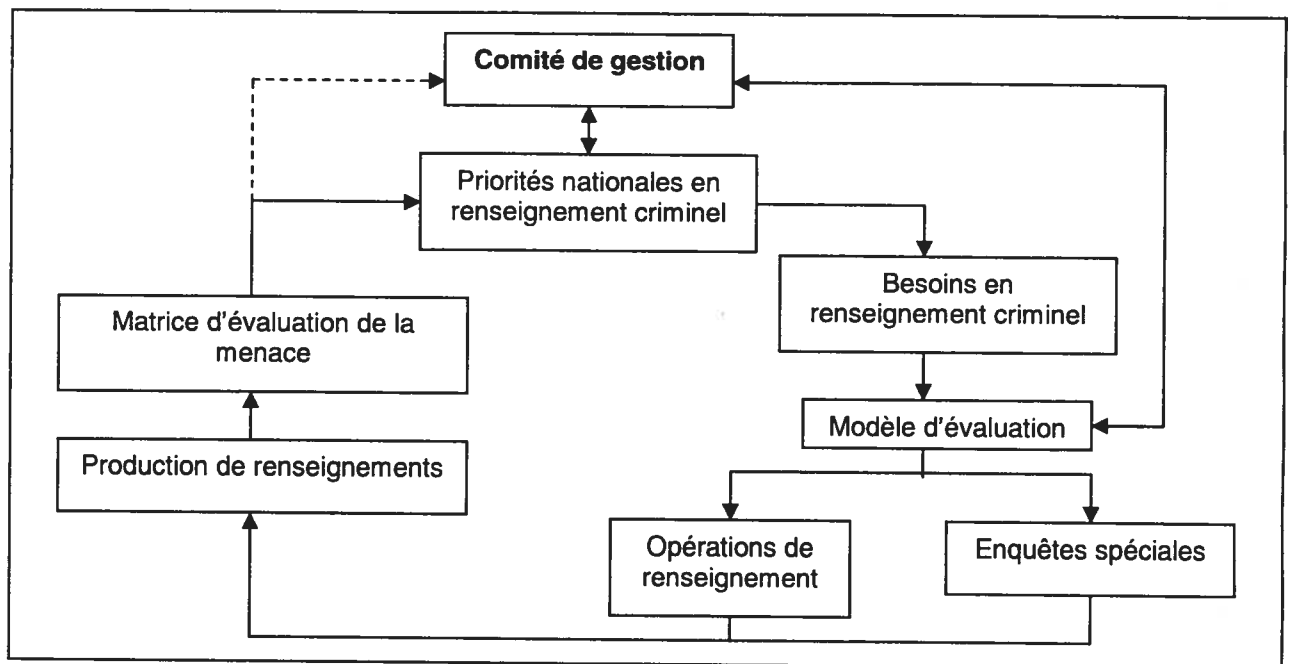 Comité de gestion
Priorités nationales en
renseignement criminel
Besoins en
renseignement criminel
Matrice d'évaluation de la
menace
Modèle d'évaluation
Production de renseignements
Opérations de
renseignement
Enquêtes spéciales